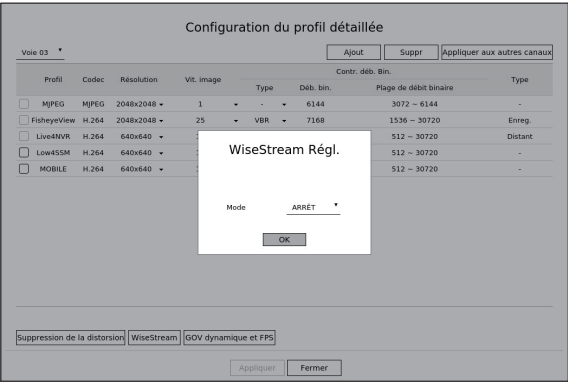 Configuration du profil détaillée
Voie 03 Ajout Suppr Appliquer aux autres canaux
Contr. déb. Bin.
Profil Codec Résolution Vit. image Type
Type Déb. bin. Plage de débit binaire
MJPEG MJPEG 2048x2048 1 - 6144 3072 ~ 6144 -
FisheyeView H.264 2048x2048 25 VBR 7168 1536 ~ 30720 Enreg.
Live4NVR H.264 640x640 512 ~ 30720 Distant
Low4SSM H.264 640x640 512 ~ 30720 -
MOBILE H.264 640x640 512 ~ 30720 -
WiseStream Régl.
Mode ARRÊT
OK
Suppression de la distorsion WiseStream GOV dynamique et FPS
Appliquer Fermer